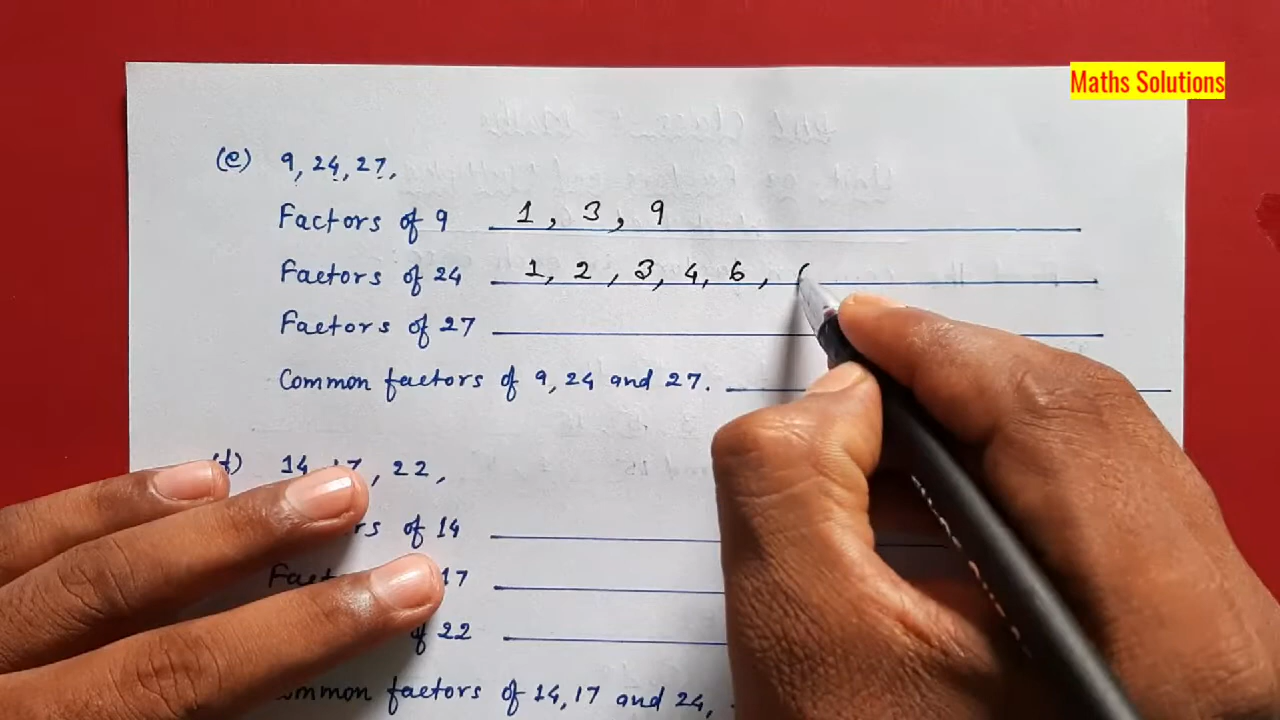 Maths Solutions
(e) 9, 24, 27,
Factors of 9 1, 3, 9
Factors of 24 1, 2, 3, 4, 6,
Factors of 27
Common factors of 9, 24 and 27.
14, 17, 22,
of 14
17
of 22
factors of 14, 17 and 24,